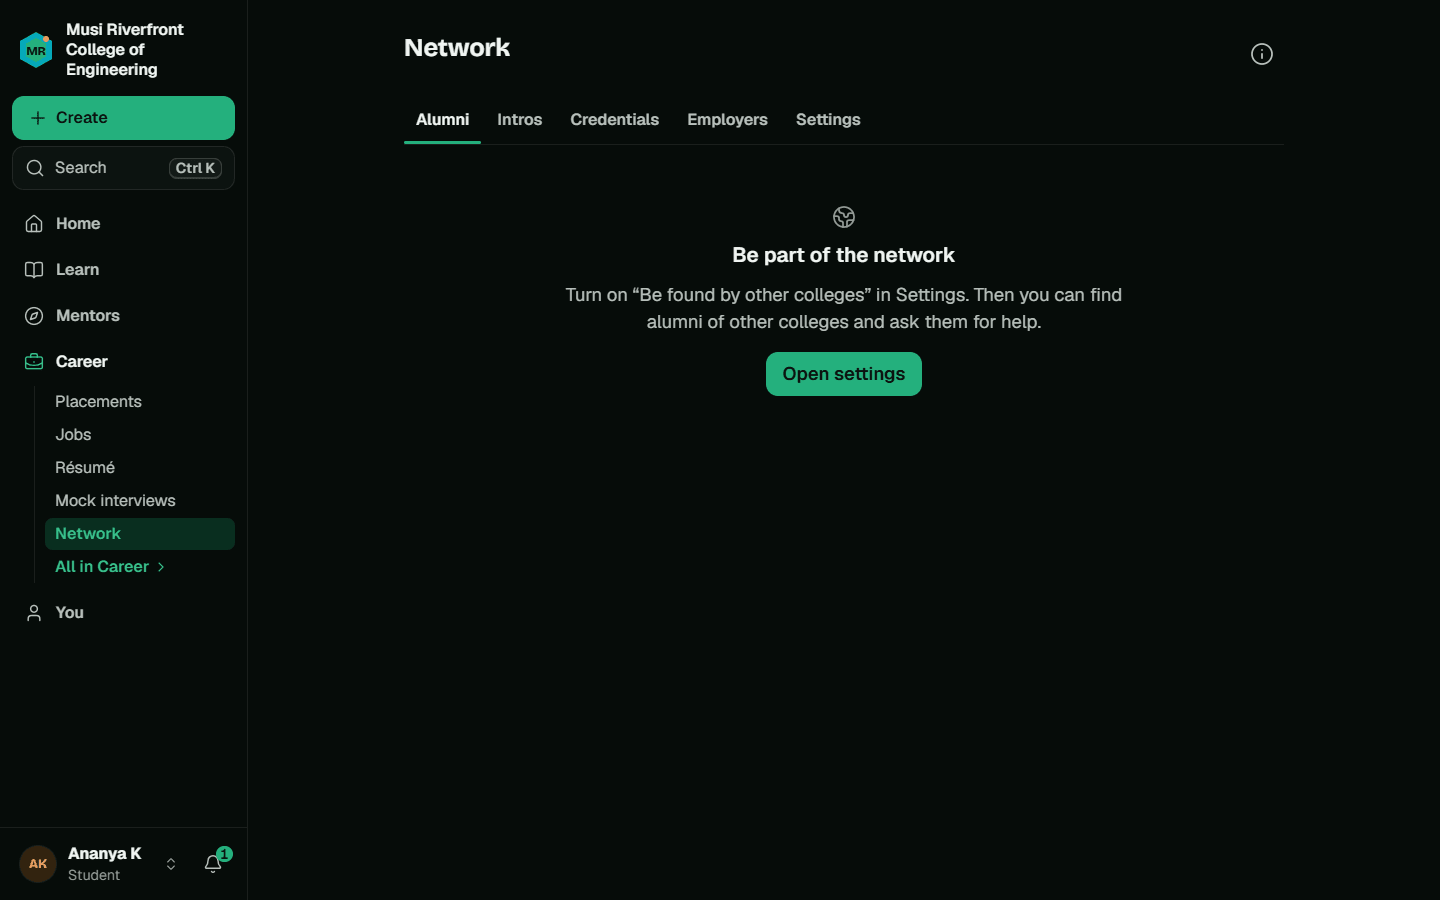 MR
Musi Riverfront
College of
Engineering
Create
Search
Ctrl K
Home
Learn
Mentors
Career
Placements
Jobs
Résumé
Mock interviews
Network
All in Career
You
AK
Ananya K
Student
1
Network
Alumni
Intros
Credentials
Employers
Settings
Be part of the network
Turn on “Be found by other colleges” in Settings. Then you can find
alumni of other colleges and ask them for help.
Open settings